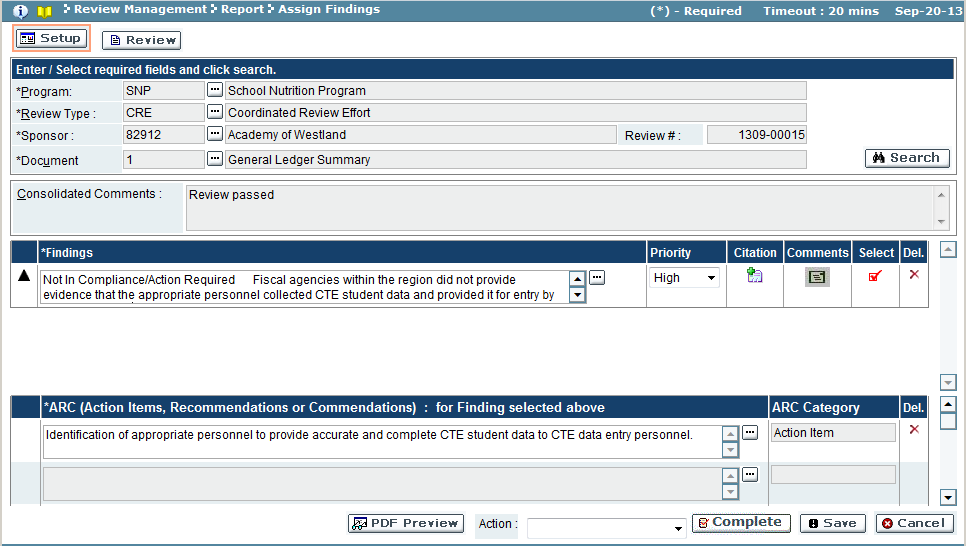 Review Management > Report > Assign Findings (*) - Required Timeout : 20 mins Sep-20-13
Setup Review
Enter / Select required fields and click search.
*Program: SNP ... School Nutrition Program
*Review Type : CRE ... Coordinated Review Effort
*Sponsor : 82912 ... Academy of Westland Review # : 1309-00015
*Document 1 ... General Ledger Summary Search
Consolidated Comments : Review passed
*Findings Priority Citation Comments Select Del.
Not In Compliance/Action Required Fiscal agencies within the region did not provide ... High
evidence that the appropriate personnel collected CTE student data and provided it for entry by
*ARC (Action Items, Recommendations or Commendations) : for Finding selected above ARC Category Del.
Identification of appropriate personnel to provide accurate and complete CTE student data to CTE data entry personnel. ... Action Item
...
PDF Preview Action : Complete Save Cancel